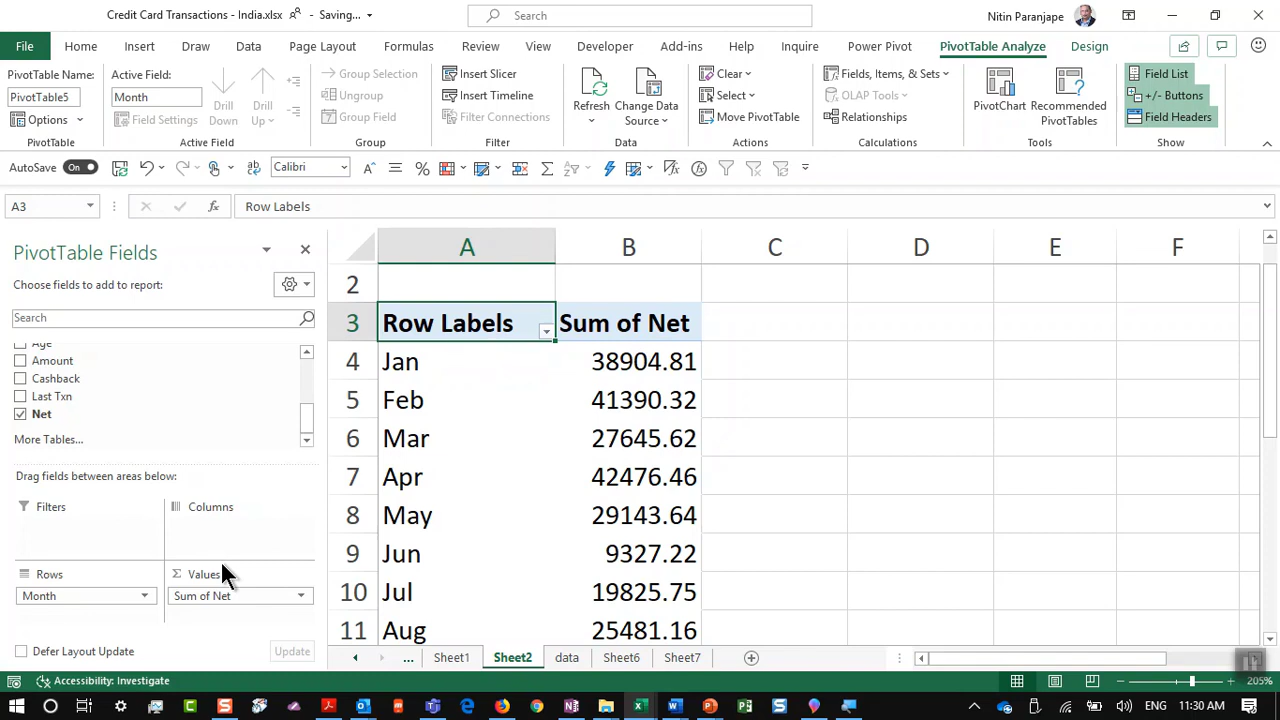 Credit Card Transactions - India.xlsx
Saving...
Search
Nitin Paranjape
File
Home
Insert
Draw
Data
Page Layout
Formulas
Review
View
Developer
Add-ins
Help
Inquire
Power Pivot
PivotTable Analyze
Design
PivotTable Name:
PivotTable5
Options
PivotTable
Active Field:
Month
Field Settings
Drill Down
Drill Up
Active Field
Group Selection
Ungroup
Group Field
Group
Insert Slicer
Insert Timeline
Filter Connections
Filter
Refresh
Change Data Source
Data
Clear
Select
Move PivotTable
Actions
Fields, Items, & Sets
OLAP Tools
Relationships
Calculations
PivotChart
Recommended PivotTables
Tools
Field List
+/- Buttons
Field Headers
Show
AutoSave On
Calibri
A3
Row Labels
PivotTable Fields
Choose fields to add to report:
Search
Age
Amount
Cashback
Last Txn
Net
More Tables...
Drag fields between areas below:
Filters
Columns
Rows
Σ Values
Month
Sum of Net
Defer Layout Update
Update
A B C D E F
2
3 Row Labels Sum of Net
4 Jan 38904.81
5 Feb 41390.32
6 Mar 27645.62
7 Apr 42476.46
8 May 29143.64
9 Jun 9327.22
10 Jul 19825.75
11 Aug 25481.16
... Sheet1 Sheet2 data Sheet6 Sheet7
Accessibility: Investigate
205%
ENG 11:30 AM